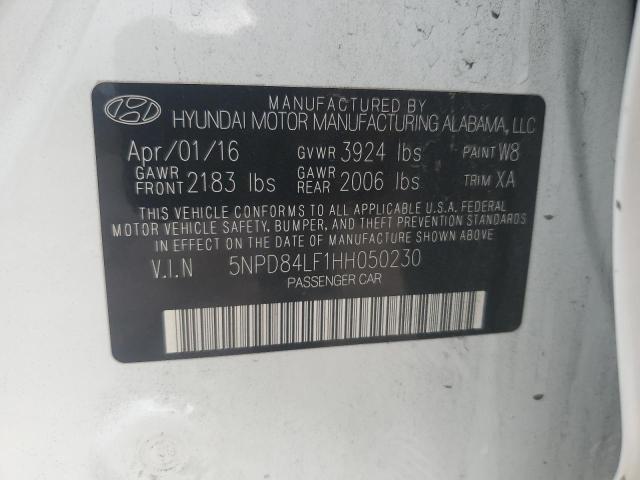 MANUFACTURED BY
HYUNDAI MOTOR MANUFACTURING ALABAMA, LLC
Apr/01/16 GVWR 3924 lbs PAINT W8
GAWR FRONT 2183 lbs GAWR REAR 2006 lbs TRIM XA
THIS VEHICLE CONFORMS TO ALL APPLICABLE U.S.A. FEDERAL
MOTOR VEHICLE SAFETY, BUMPER, AND THEFT PREVENTION STANDARDS
IN EFFECT ON THE DATE OF MANUFACTURE SHOWN ABOVE.
V.I.N 5NPD84LF1HH050230
PASSENGER CAR